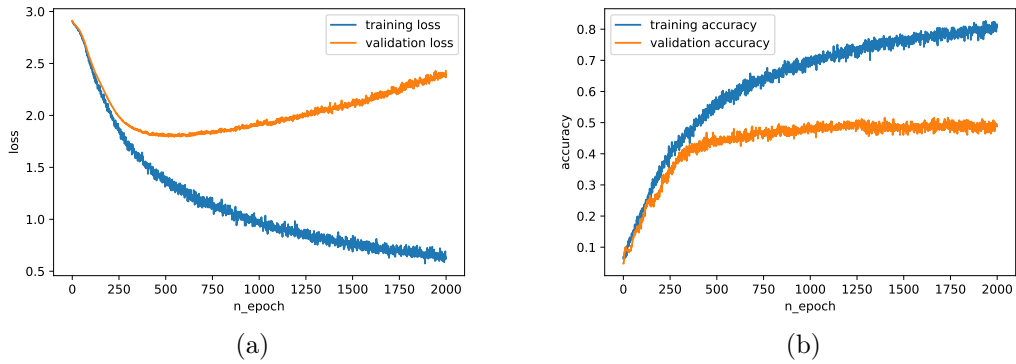 3.0
2.5
2.0
1.5
1.0
0.5
loss
training loss
validation loss
0 250 500 750 1000 1250 1500 1750 2000
n_epoch
(a)
0.8
0.7
0.6
0.5
0.4
0.3
0.2
0.1
accuracy
training accuracy
validation accuracy
0 250 500 750 1000 1250 1500 1750 2000
n_epoch
(b)